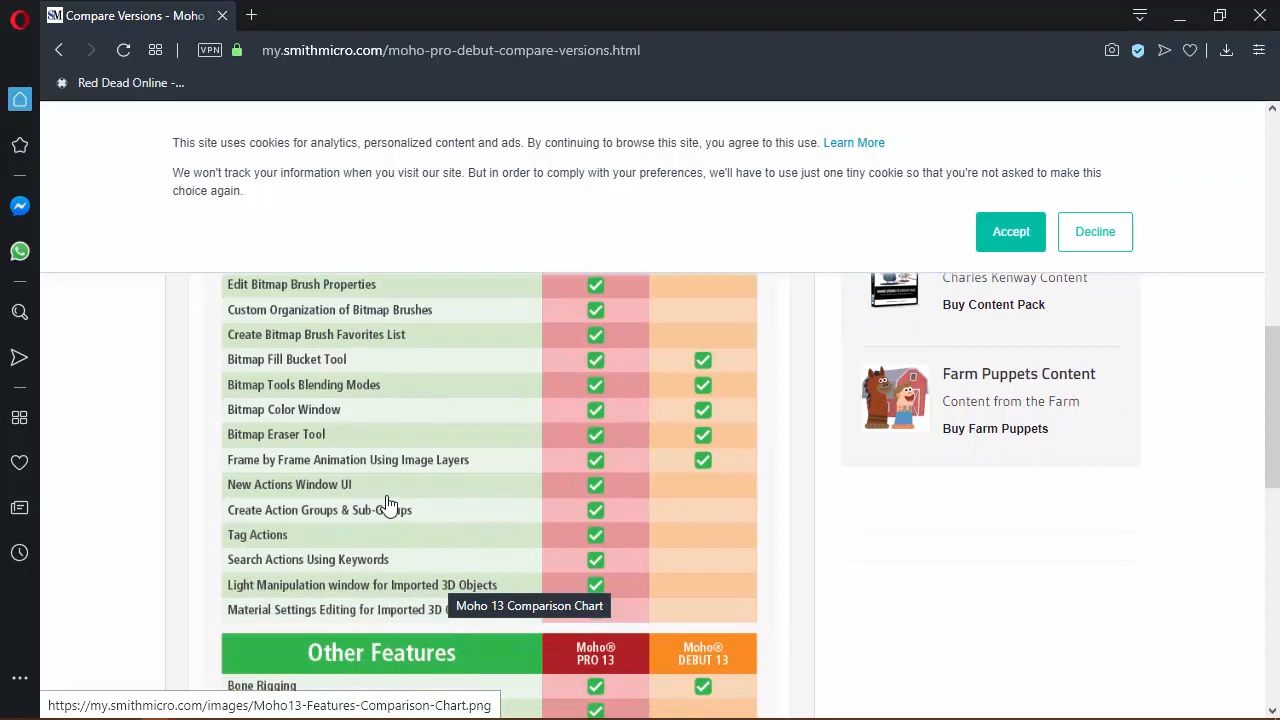 SM Compare Versions - Moho
VPN my.smithmicro.com/moho-pro-debut-compare-versions.html
Red Dead Online -...
This site uses cookies for analytics, personalized content and ads. By continuing to browse this site, you agree to this use. Learn More
We won't track your information when you visit our site. But in order to comply with your preferences, we'll have to use just one tiny cookie so that you're not asked to make this
choice again.
Accept Decline
Edit Bitmap Brush Properties
Custom Organization of Bitmap Brushes
Create Bitmap Brush Favorites List
Bitmap Fill Bucket Tool
Bitmap Tools Blending Modes
Bitmap Color Window
Bitmap Eraser Tool
Frame by Frame Animation Using Image Layers
New Actions Window UI
Create Action Groups & Sub-Groups
Tag Actions
Search Actions Using Keywords
Light Manipulation window for Imported 3D Objects
Material Settings Editing for Imported 3D
Moho 13 Comparison Chart
Other Features
Moho®
PRO 13
Moho®
DEBUT 13
Bone Rigging
Charles Kenway Content
Buy Content Pack
Farm Puppets Content
Content from the Farm
Buy Farm Puppets
https://my.smithmicro.com/images/Moho13-Features-Comparison-Chart.png